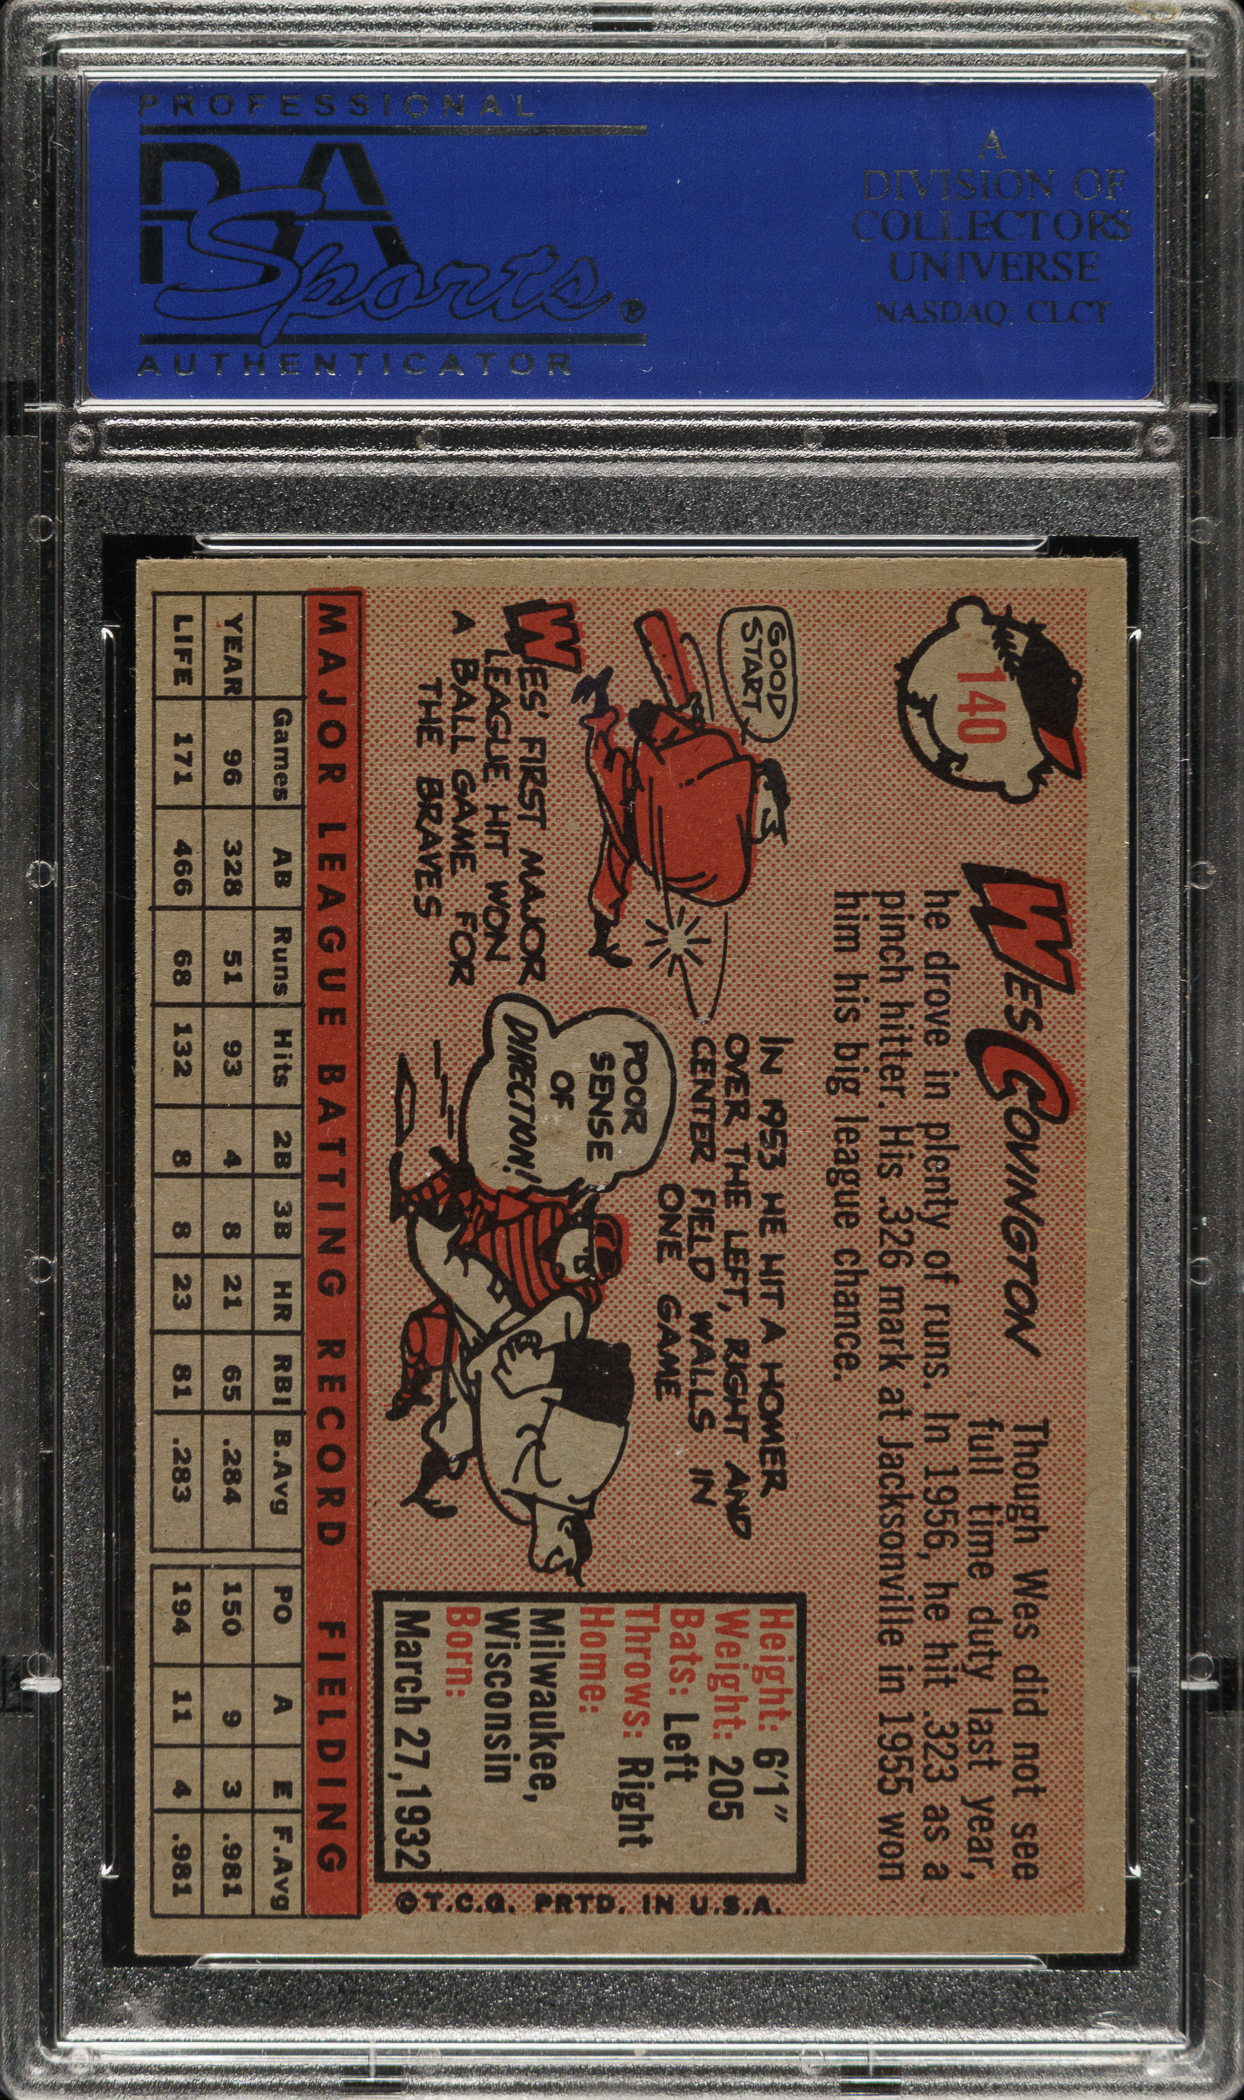 PROFESSIONAL
PSA
Sports®
AUTHENTICATOR
A
DIVISION OF
COLLECTORS
UNIVERSE
NASDAQ: CLCT
140
WES COVINGTON
Though Wes did not see
full time duty last year,
he drove in plenty of runs. In 1956, he hit .323 as a
pinch hitter. His .326 mark at Jacksonville in 1955 won
him his big league chance.
GOOD
START
WES' FIRST MAJOR
LEAGUE HIT WON
A BALL GAME FOR
THE BRAVES
IN 1953 HE HIT A HOMER
OVER THE LEFT, RIGHT AND
CENTER FIELD WALLS IN
ONE GAME
POOR
SENSE
OF
DIRECTION!
Height: 6'1"
Weight: 205
Bats: Left
Throws: Right
Home:
Milwaukee,
Wisconsin
Born:
March 27, 1932
©T.C.G. PRTD. IN U.S.A.
MAJOR LEAGUE BATTING RECORD FIELDING
Games AB Runs Hits 2B 3B HR RBI B.Avg PO A E F.Avg
YEAR 96 328 51 93 4 8 21 65 .284 150 9 3 .981
LIFE 171 466 68 132 8 8 23 81 .283 194 11 4 .981